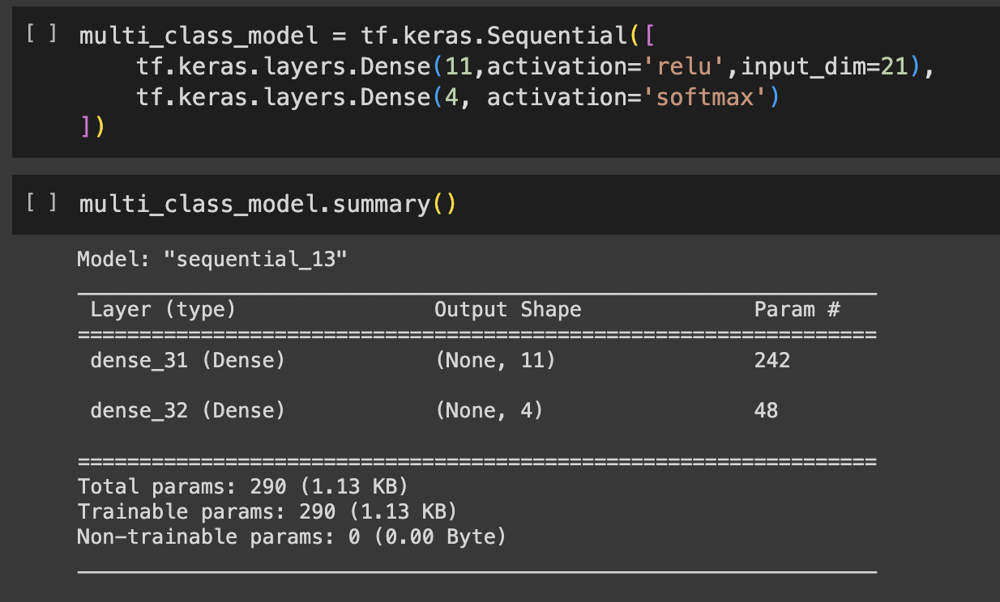 [ ] multi_class_model = tf.keras.Sequential([
    tf.keras.layers.Dense(11,activation='relu',input_dim=21),
    tf.keras.layers.Dense(4, activation='softmax')
])
[ ] multi_class_model.summary()
Model: "sequential_13"
_________________________________________________________________
 Layer (type)                Output Shape              Param #
=================================================================
 dense_31 (Dense)            (None, 11)                242
 dense_32 (Dense)            (None, 4)                 48
=================================================================
Total params: 290 (1.13 KB)
Trainable params: 290 (1.13 KB)
Non-trainable params: 0 (0.00 Byte)
_________________________________________________________________